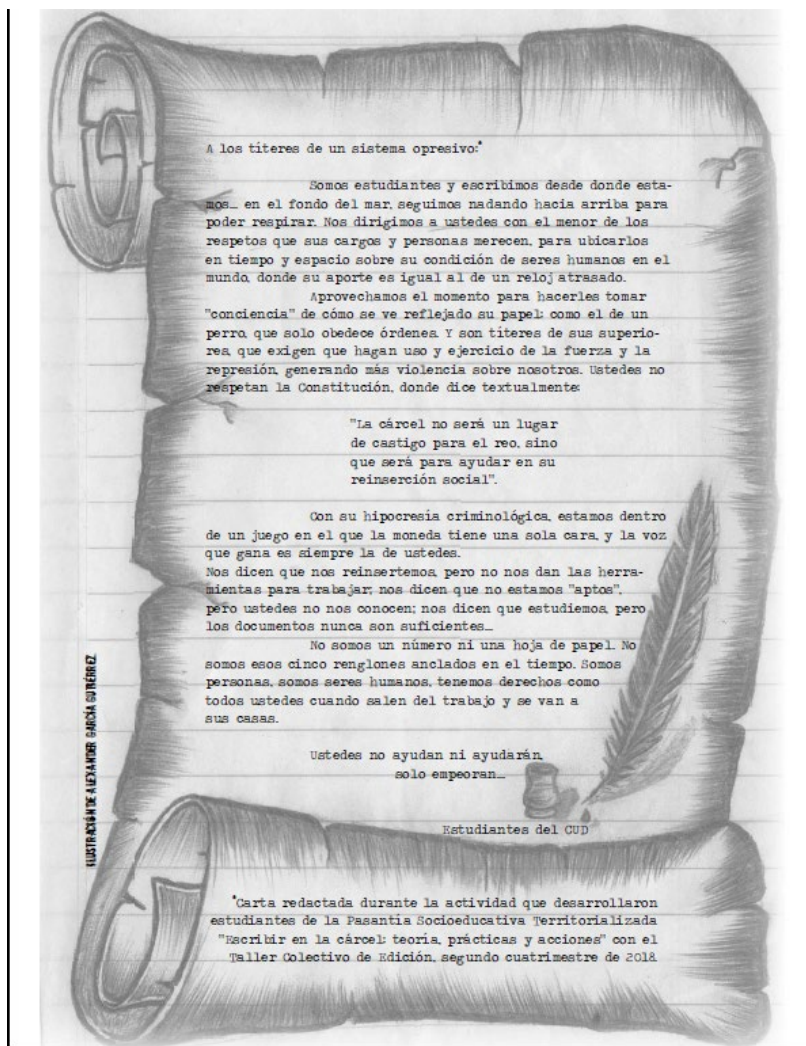 A los títeres de un sistema opresivo:*
Somos estudiantes y escribimos desde donde esta-
mos... en el fondo del mar, seguimos nadando hacia arriba para
poder respirar. Nos dirigimos a ustedes con el menor de los
respetos que sus cargos y personas merecen, para ubicarlos
en tiempo y espacio sobre su condición de seres humanos en el
mundo, donde su aporte es igual al de un reloj atrasado.
Aprovechamos el momento para hacerles tomar
"conciencia" de cómo se ve reflejado su papel: como el de un
perro, que solo obedece órdenes. Y son títeres de sus superio-
res, que exigen que hagan uso y ejercicio de la fuerza y la
represión, generando más violencia sobre nosotros. Ustedes no
respetan la Constitución, donde dice textualmente:
"La cárcel no será un lugar
de castigo para el reo, sino
que será para ayudar en su
reinserción social".
Con su hipocresía criminológica, estamos dentro
de un juego en el que la moneda tiene una sola cara, y la voz
que gana es siempre la de ustedes.
Nos dicen que nos reinsertemos, pero no nos dan las herra-
mientas para trabajar; nos dicen que no estamos "aptos",
pero ustedes no nos conocen; nos dicen que estudiemos, pero
los documentos nunca son suficientes...
No somos un número ni una hoja de papel. No
somos esos cinco renglones anclados en el tiempo. Somos
personas, somos seres humanos, tenemos derechos como
todos ustedes cuando salen del trabajo y se van a
sus casas.
Ustedes no ayudan ni ayudarán,
solo empeoran...
Estudiantes del CUD
*Carta redactada durante la actividad que desarrollaron
estudiantes de la Pasantía Socioeducativa Territorializada
"Escribir en la cárcel: teoría, prácticas y acciones" con el
Taller Colectivo de Edición, segundo cuatrimestre de 2018.
ILUSTRACIÓN DE ALEXANDER GARCÍA GUTIÉRREZ